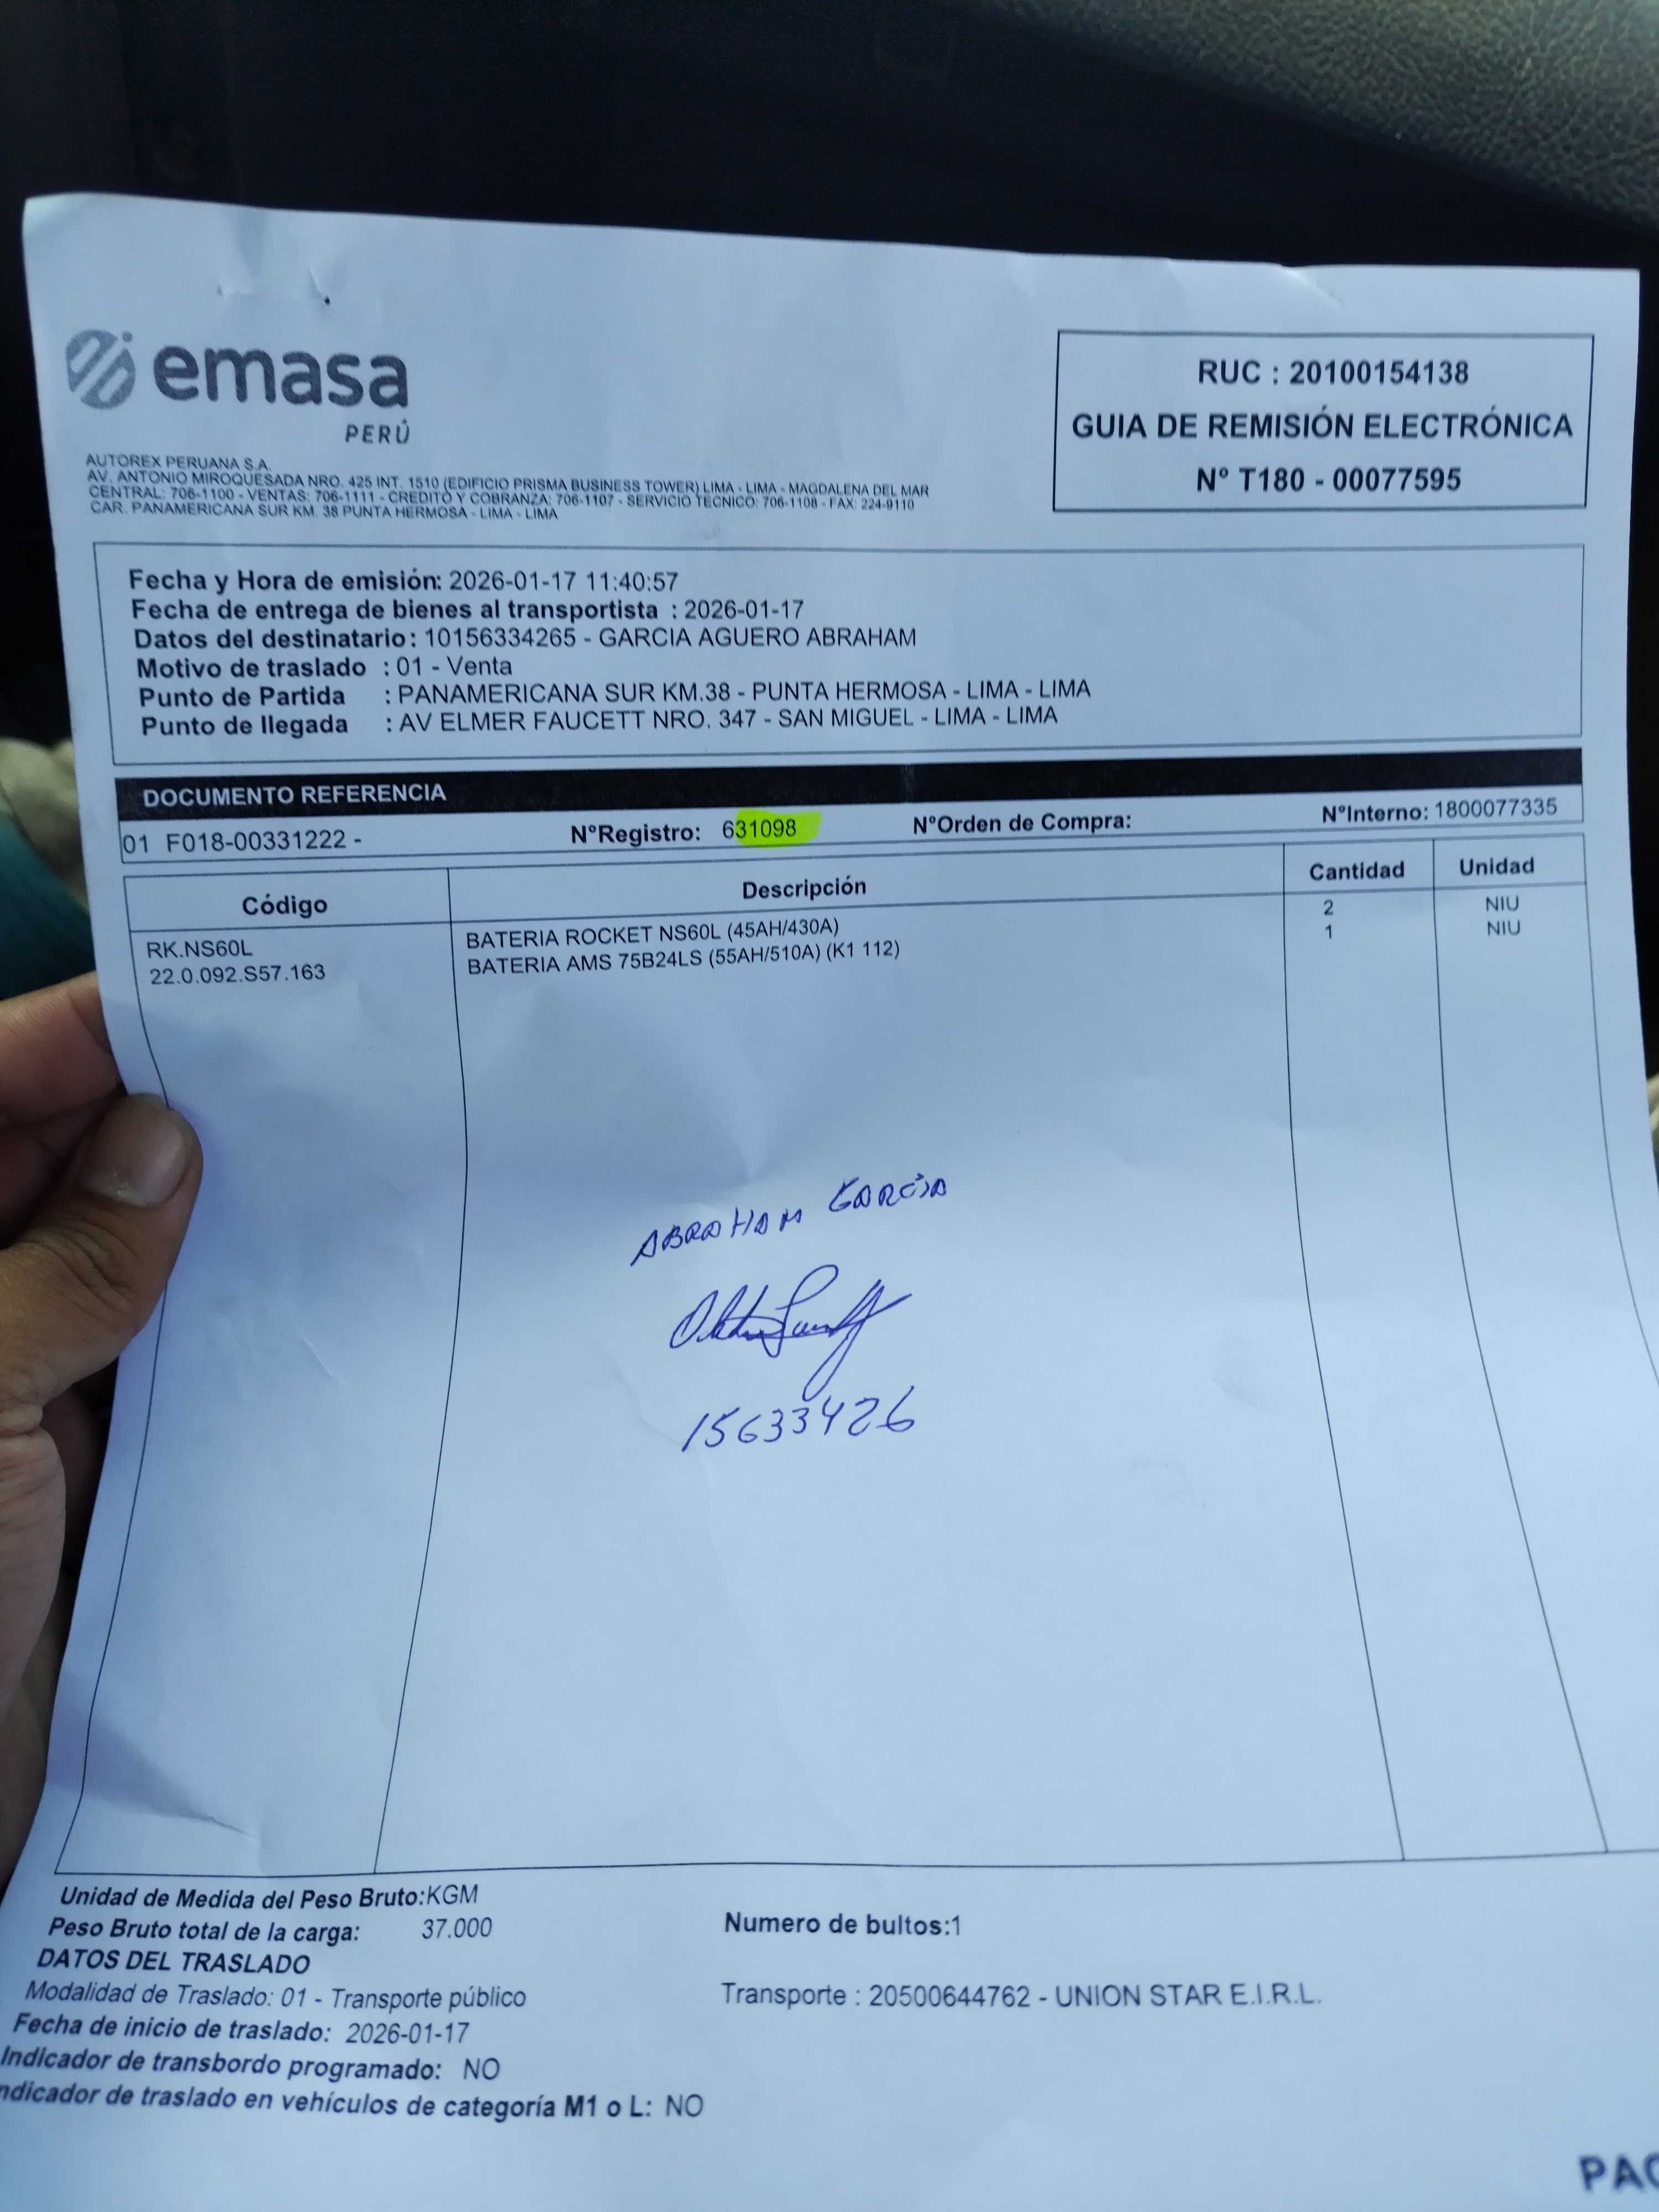 emasa
PERÚ
AUTOREX PERUANA S.A.
AV. ANTONIO MIROQUESADA NRO. 425 INT. 1510 (EDIFICIO PRISMA BUSINESS TOWER) LIMA - LIMA - MAGDALENA DEL MAR
CENTRAL: 706-1100 - VENTAS: 706-1111 - CREDITO Y COBRANZA: 706-1107 - SERVICIO TECNICO: 706-1108 - FAX: 224-9110
CAR. PANAMERICANA SUR KM. 38 PUNTA HERMOSA - LIMA - LIMA
RUC : 20100154138
GUIA DE REMISIÓN ELECTRÓNICA
N° T180 - 00077595
Fecha y Hora de emisión: 2026-01-17 11:40:57
Fecha de entrega de bienes al transportista : 2026-01-17
Datos del destinatario: 10156334265 - GARCIA AGUERO ABRAHAM
Motivo de traslado : 01 - Venta
Punto de Partida : PANAMERICANA SUR KM.38 - PUNTA HERMOSA - LIMA - LIMA
Punto de llegada : AV ELMER FAUCETT NRO. 347 - SAN MIGUEL - LIMA - LIMA
DOCUMENTO REFERENCIA
01 F018-00331222 - N°Registro: 631098 N°Orden de Compra: N°Interno: 1800077335
Código Descripción Cantidad Unidad
RK.NS60L BATERIA ROCKET NS60L (45AH/430A) 2 NIU
22.0.092.S57.163 BATERIA AMS 75B24LS (55AH/510A) (K1 112) 1 NIU
ABRAHAM GARCÍA
15633426
Unidad de Medida del Peso Bruto:KGM
Peso Bruto total de la carga: 37.000 Numero de bultos:1
DATOS DEL TRASLADO
Modalidad de Traslado: 01 - Transporte público Transporte : 20500644762 - UNION STAR E.I.R.L.
Fecha de inicio de traslado: 2026-01-17
Indicador de transbordo programado: NO
ndicador de traslado en vehículos de categoría M1 o L: NO